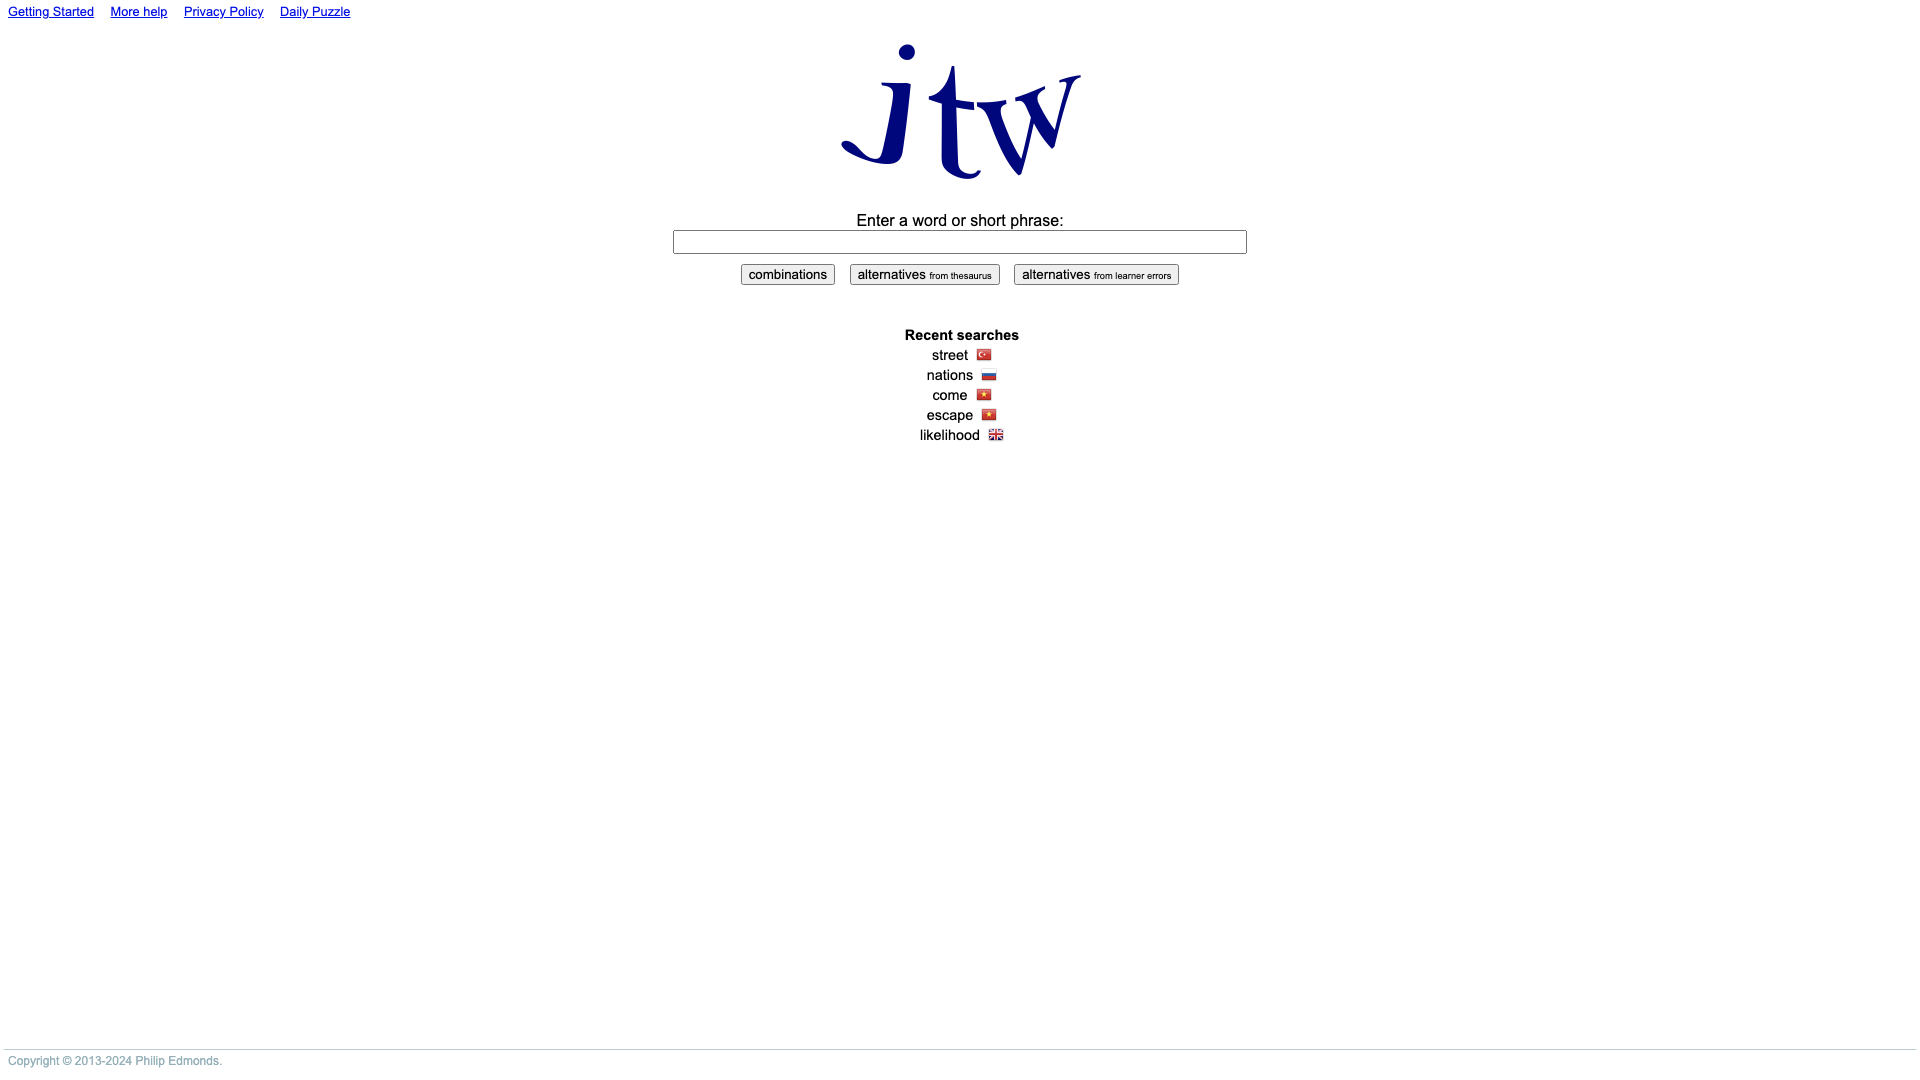 Getting Started More help Privacy Policy Daily Puzzle
jtw
Enter a word or short phrase:
combinations alternatives from thesaurus alternatives from learner errors
Recent searches
street
nations
come
escape
likelihood
Copyright © 2013-2024 Philip Edmonds.